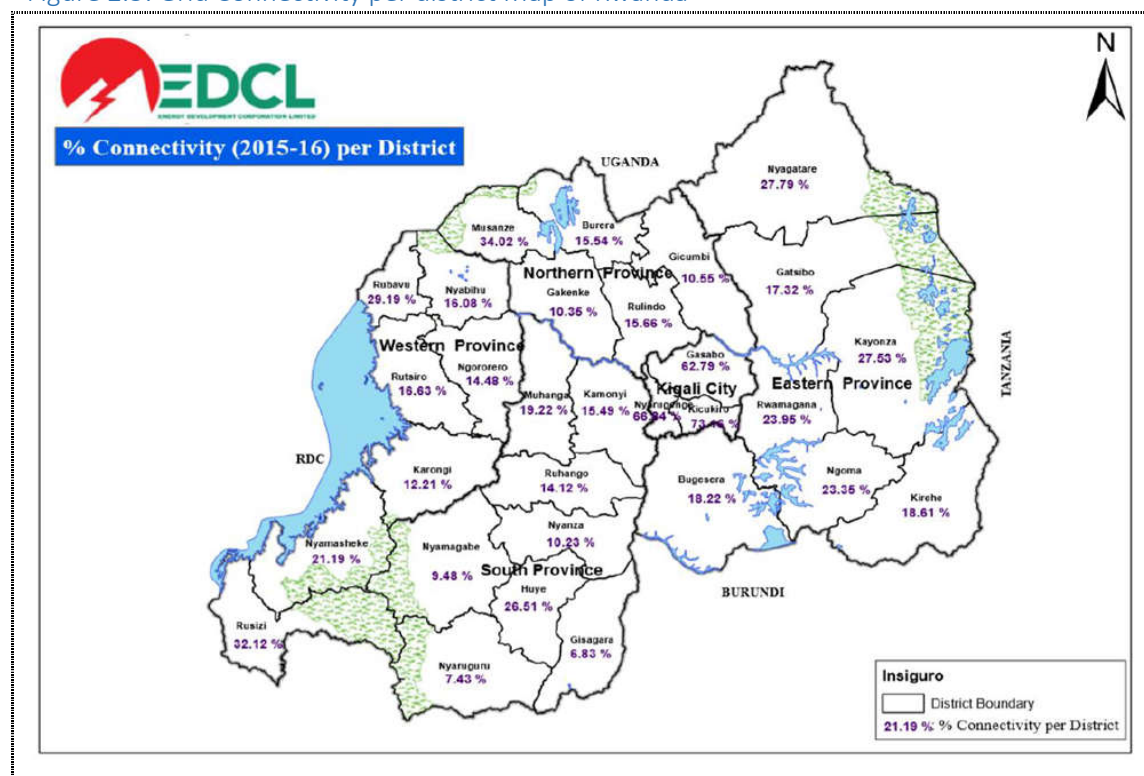 N
EDCL
ENERGY DEVELOPMENT CORPORATION LIMITED
% Connectivity (2015-16) per District
UGANDA
Nyagatare
27.79 %
Musanze
34.02 %
Burera
15.54 %
Gicumbi
10.55 %
Northern Province
Gatsibo
17.32 %
Rubavu
29.19 %
Nyabihu
16.08 %
Gakenke
10.35 %
Rulindo
15.66 %
Kayonza
27.53 %
TANZANIA
Western Province
Ngororero
14.48 %
Rutsiro
16.63 %
Gasabo
62.79 %
Kigali City
Eastern Province
Muhanga
19.22 %
Kamonyi
15.49 %
Kicukiro
Rwamagana
23.95 %
RDC
Karongi
12.21 %
Ruhango
14.12 %
Bugesera
18.22 %
Ngoma
23.35 %
Kirehe
18.61 %
Nyamasheke
21.19 %
Nyamagabe
9.48 %
Nyanza
10.23 %
South Province
Huye
26.51 %
BURUNDI
Rusizi
32.12 %
Gisagara
6.83 %
Nyaruguru
7.43 %
Insiguro
District Boundary
21.19 % % Connectivity per District